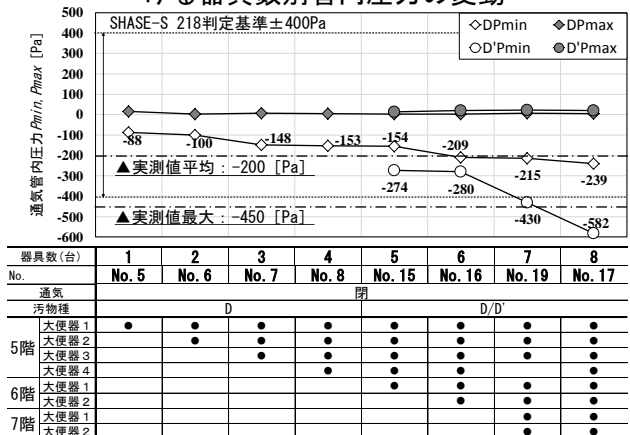 ける器具数別管内圧力の変動
SHASE-S 218判定基準±400Pa
DPmin DPmax
D'Pmin D'Pmax
通気管内圧力Pmin, Pmax [Pa]
500
400
300
200
100
0
-100
-200
-300
-400
-500
-600
-88 -100 -148 -153 -154 -209 -215 -239
-274 -280 -430 -582
▲実測値平均：-200 [Pa]
▲実測値最大：-450 [Pa]
器具数(台) 1 2 3 4 5 6 7 8
No. No. 5 No. 6 No. 7 No. 8 No. 15 No. 16 No. 19 No. 17
通気 閉
汚物種 D D/D'
5階
大便器1 ● ● ● ● ● ● ● ●
大便器2 ● ● ● ● ● ● ●
大便器3 ● ● ● ● ● ●
大便器4 ● ● ● ●
6階
大便器1 ● ● ● ●
大便器2 ● ● ●
7階
大便器1 ● ●
大便器2 ● ●